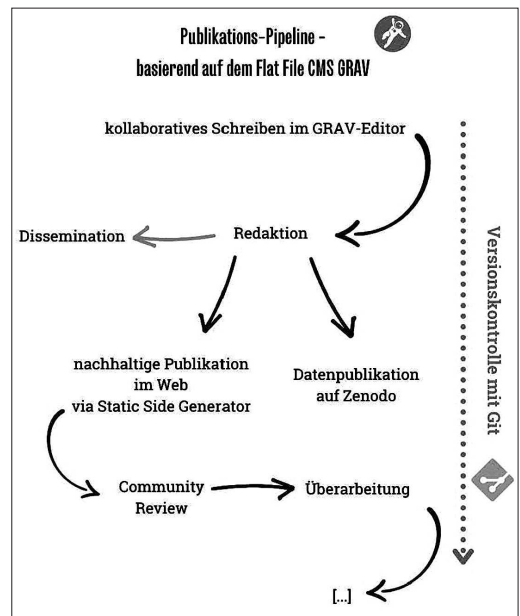 Publikations-Pipeline –
basierend auf dem Flat File CMS GRAV
kollaboratives Schreiben im GRAV-Editor
Dissemination
Redaktion
nachhaltige Publikation
im Web
via Static Side Generator
Datenpublikation
auf Zenodo
Community
Review
Überarbeitung
[...]
Versionskontrolle mit Git